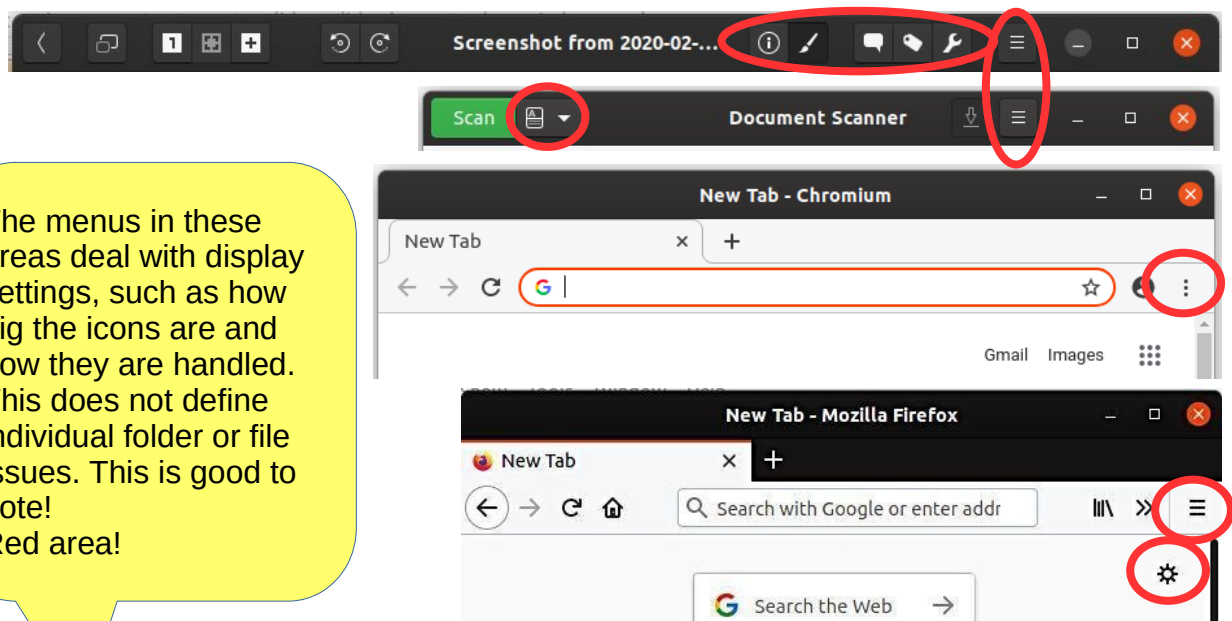 Screenshot from 2020-02-...
Scan
Document Scanner
New Tab - Chromium
New Tab
Gmail Images
he menus in these
reas deal with display
ettings, such as how
ig the icons are and
ow they are handled.
his does not define
ndividual folder or file
ssues. This is good to
ote!
Red area!
New Tab - Mozilla Firefox
New Tab
Search with Google or enter addr
Search the Web